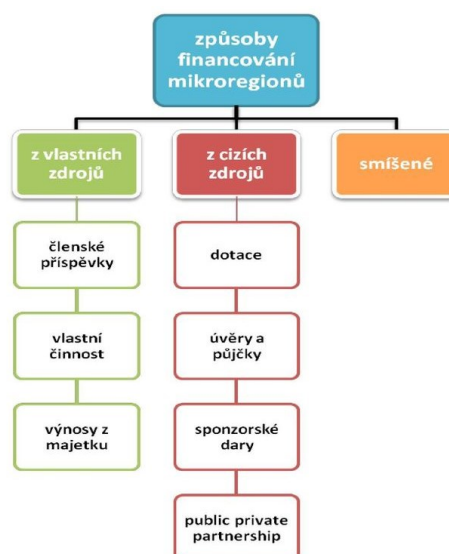 způsoby
financování
mikroregionů
z vlastních
zdrojů
z cizích
zdrojů
smíšené
členské
příspěvky
dotace
vlastní
činnost
úvěry a
půjčky
výnosy z
majetku
sponzorské
dary
public private
partnership